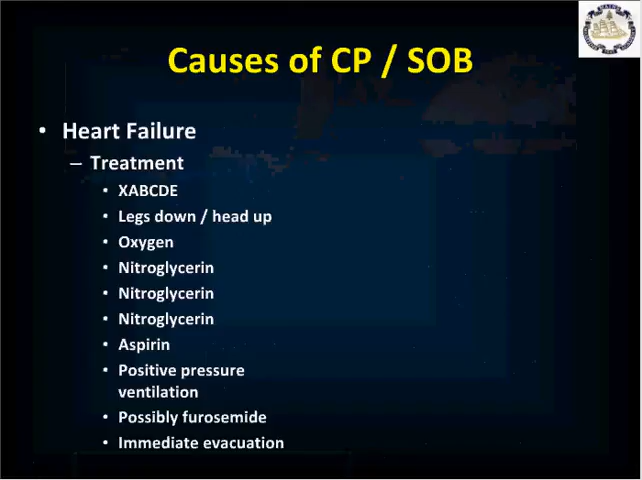 Causes of CP / SOB
• Heart Failure
– Treatment
• XABCDE
• Legs down / head up
• Oxygen
• Nitroglycerin
• Nitroglycerin
• Nitroglycerin
• Aspirin
• Positive pressure
ventilation
• Possibly furosemide
• Immediate evacuation